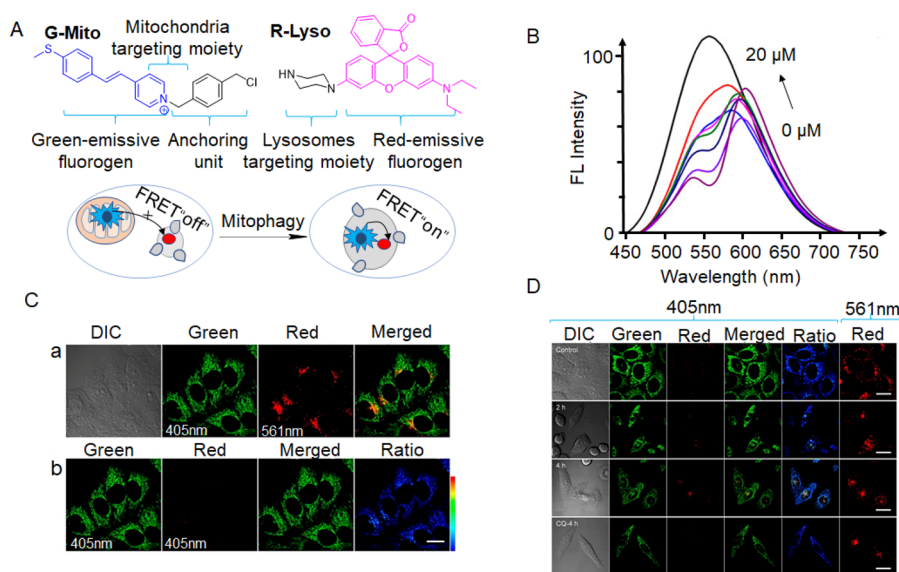 A
G-Mito
Mitochondria
targeting moiety
R-Lyso
S
N
⊕
Cl
HN
N
O
O
O
N
Green-emissive
fluorogen
Anchoring
unit
Lysosomes
targeting moiety
Red-emissive
fluorogen
FRET"off"
Mitophagy
FRET"on"
B
100
0
FL Intensity
20 µM
0 µM
450 500 550 600 650 700 750
Wavelength (nm)
C
DIC Green Red Merged
a
405nm 561nm
Green Red Merged Ratio
b
405nm 405nm
D
405nm 561nm
DIC Green Red Merged Ratio Red
Control
2 h
4 h
CQ-4 h